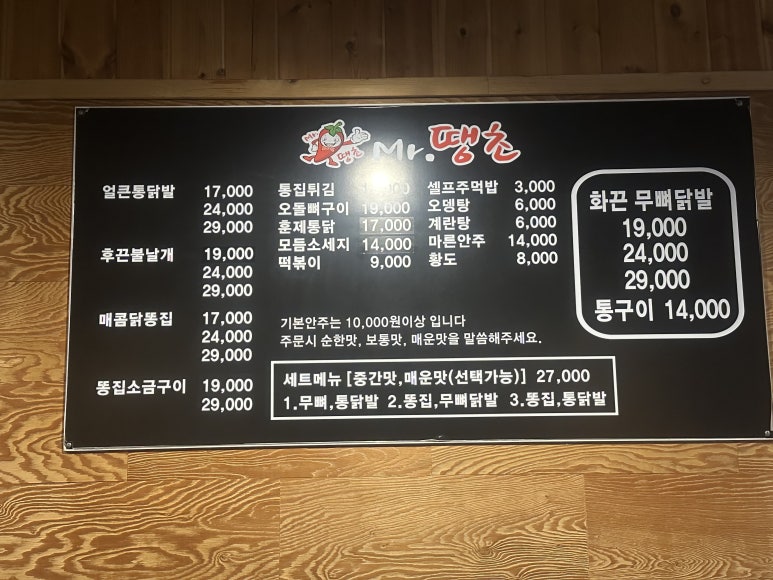 Mr. 땡초
Mr. 땡초
얼큰통닭발 17,000
24,000
29,000
후끈불날개 19,000
24,000
29,000
매콤닭똥집 17,000
24,000
29,000
똥집소금구이 19,000
29,000
통집튀김
오돌뼈구이 19,000
훈제통닭 17,000
모듬소세지 14,000
떡볶이 9,000
셀프주먹밥 3,000
오뎅탕 6,000
계란탕 6,000
마른안주 14,000
황도 8,000
화끈 무뼈닭발
19,000
24,000
29,000
통구이 14,000
기본안주는 10,000원이상 입니다
주문시 순한맛, 보통맛, 매운맛을 말씀해주세요.
세트메뉴 [중간맛,매운맛(선택가능)] 27,000
1.무뼈,통닭발 2.똥집,무뼈닭발 3.똥집,통닭발